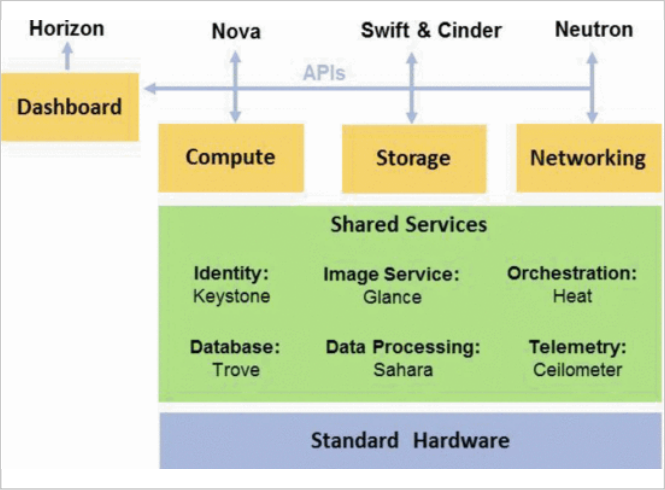 Horizon
Nova
Swift & Cinder
Neutron
APIs
Dashboard
Compute
Storage
Networking
Shared Services
Identity:
Keystone
Image Service:
Glance
Orchestration:
Heat
Database:
Trove
Data Processing:
Sahara
Telemetry:
Ceilometer
Standard Hardware